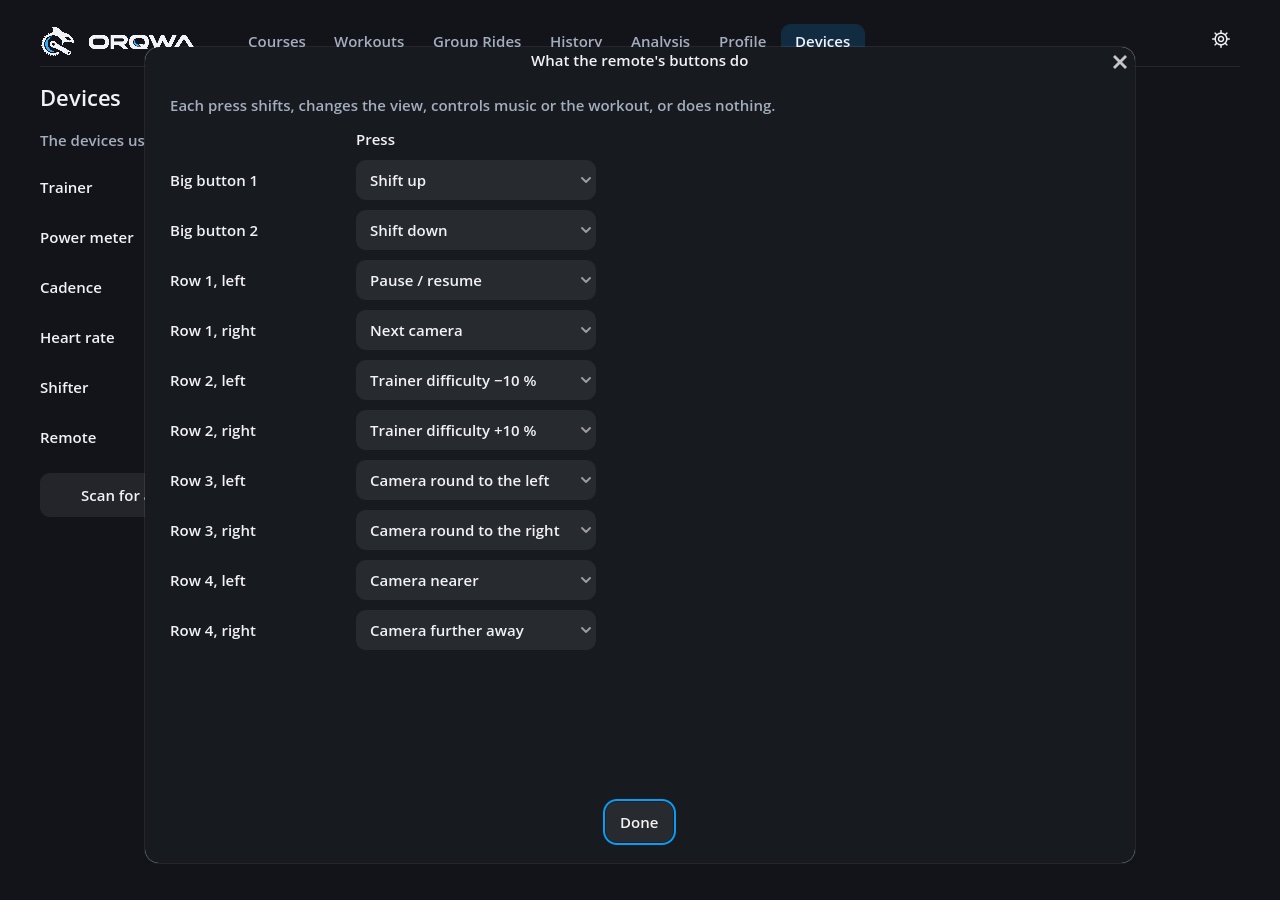 OROWA
Courses Workouts Group Rides History Analysis Profile Devices
What the remote's buttons do
Devices
Each press shifts, changes the view, controls music or the workout, or does nothing.
The devices us
Press
Trainer
Big button 1 Shift up
Power meter
Big button 2 Shift down
Cadence
Row 1, left Pause / resume
Heart rate
Row 1, right Next camera
Shifter
Row 2, left Trainer difficulty −10 %
Remote
Row 2, right Trainer difficulty +10 %
Scan for
Row 3, left Camera round to the left
Row 3, right Camera round to the right
Row 4, left Camera nearer
Row 4, right Camera further away
Done